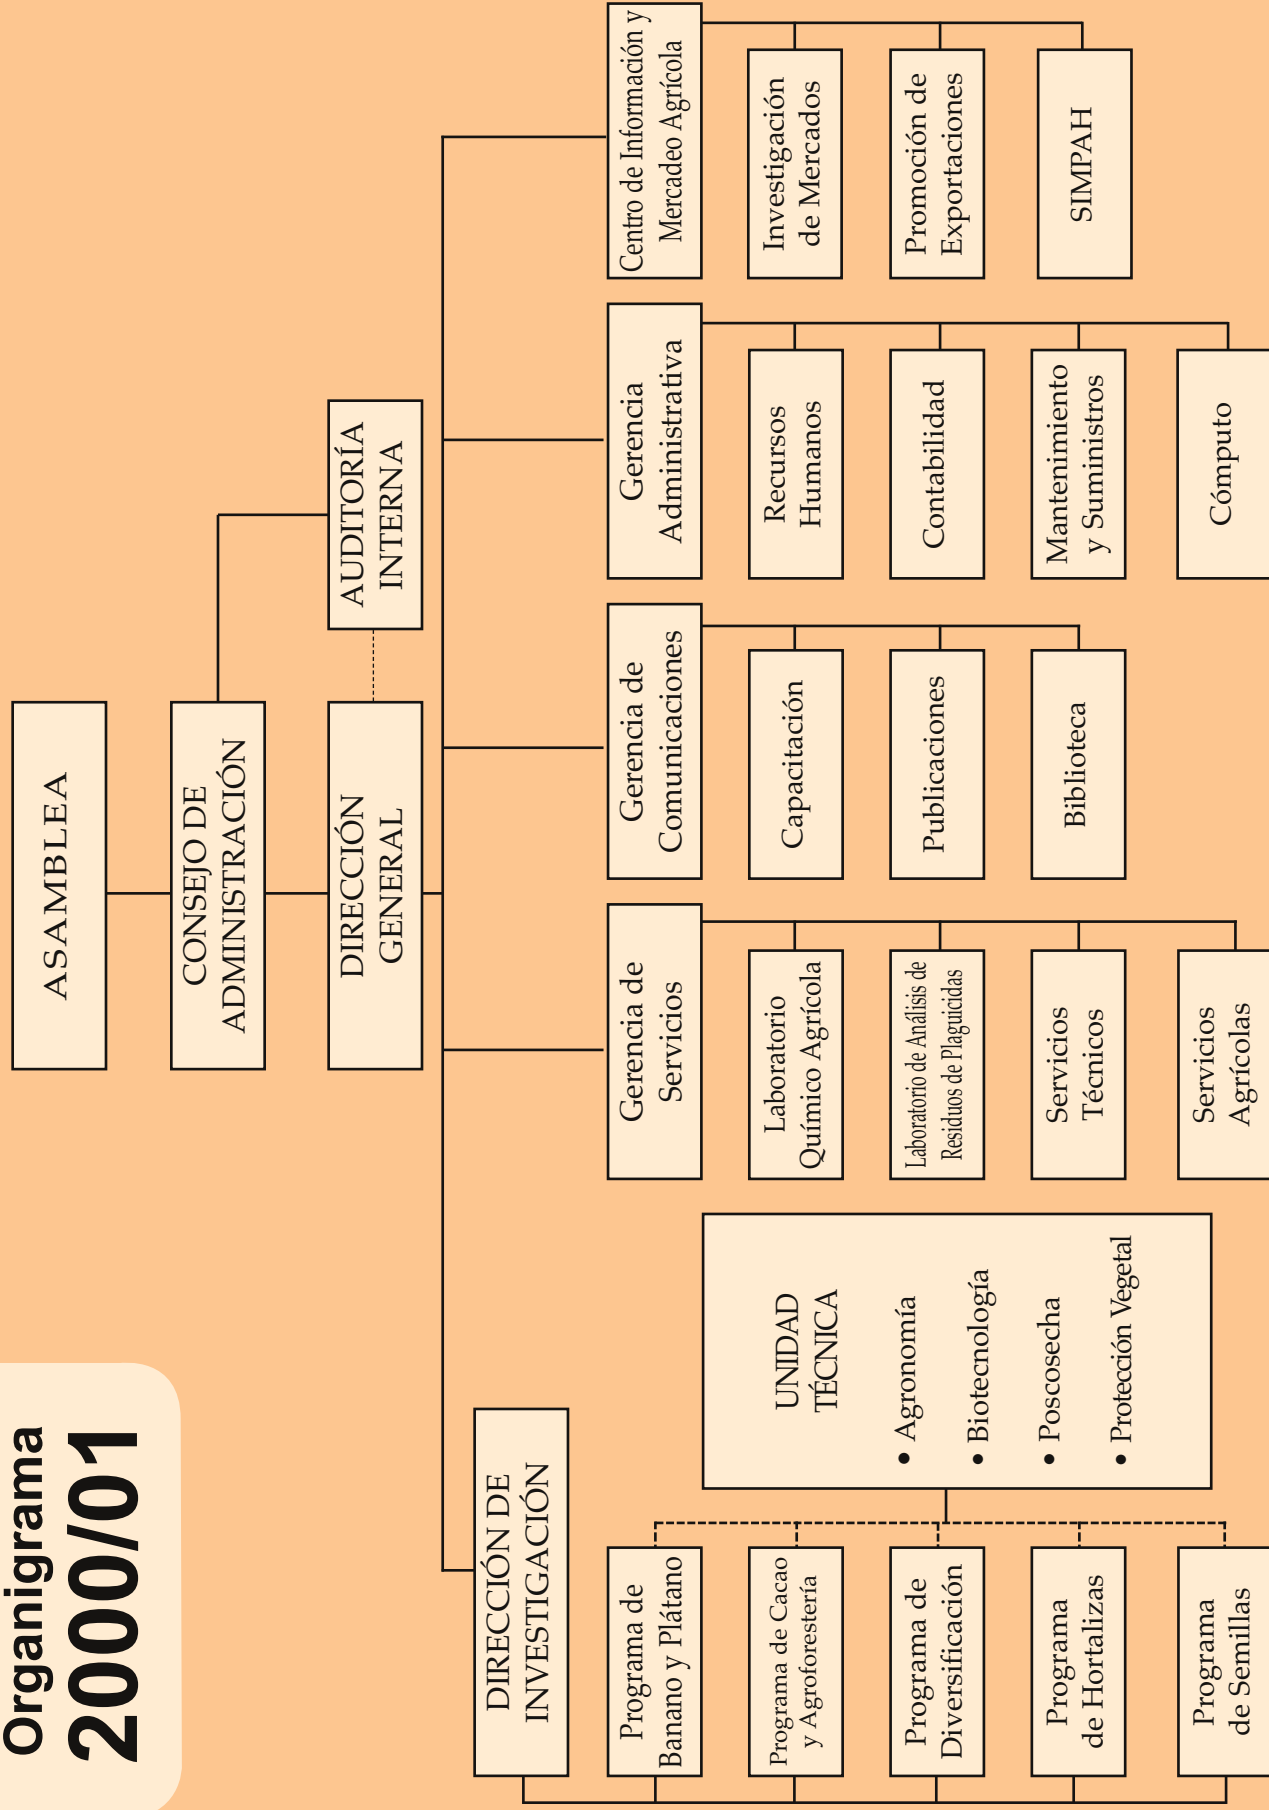 Organigrama
2000/01
ASAMBLEA
CONSEJO DE
ADMINISTRACIÓN
DIRECCIÓN
GENERAL
AUDITORÍA
INTERNA
DIRECCIÓN DE
INVESTIGACIÓN
Programa de
Banano y Plátano
Programa de Cacao
y Agroforestería
Programa de
Diversificación
Programa
de Hortalizas
Programa
de Semillas
UNIDAD
TÉCNICA
• Agronomía
• Biotecnología
• Poscosecha
• Protección Vegetal
Gerencia de
Servicios
Laboratorio
Químico Agrícola
Laboratorio de Análisis de
Residuos de Plaguicidas
Servicios
Técnicos
Servicios
Agrícolas
Gerencia de
Comunicaciones
Capacitación
Publicaciones
Biblioteca
Gerencia
Administrativa
Recursos
Humanos
Contabilidad
Mantenimiento
y Suministros
Cómputo
Centro de Información y
Mercadeo Agrícola
Investigación
de Mercados
Promoción de
Exportaciones
SIMPAH